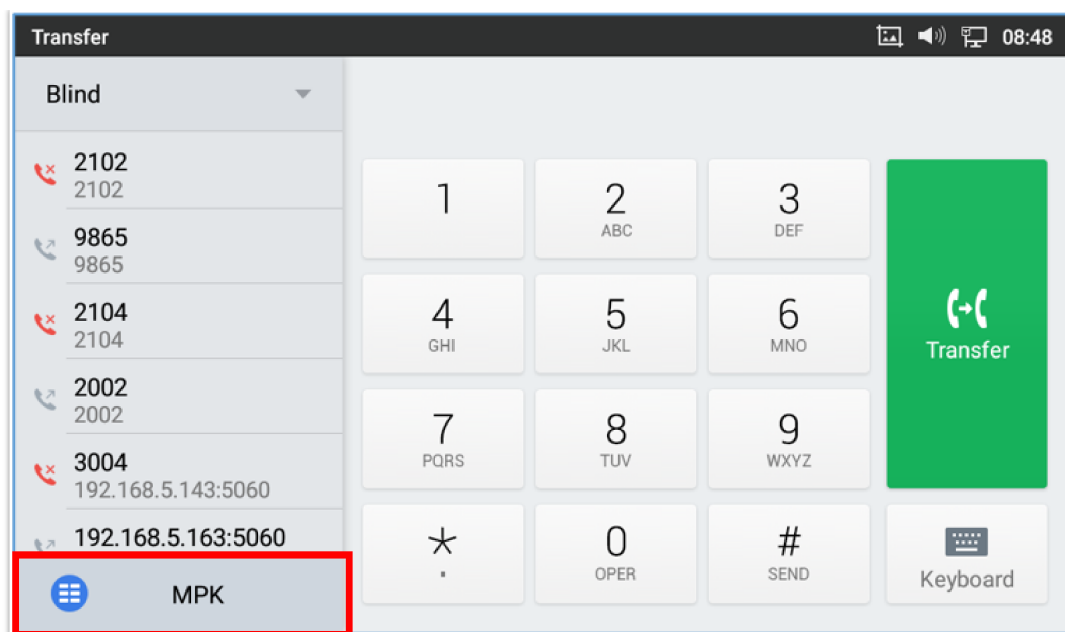 Transfer
08:48
Blind
2102
2102
9865
9865
2104
2104
2002
2002
3004
192.168.5.143:5060
192.168.5.163:5060
MPK
1
2
ABC
3
DEF
4
GHI
5
JKL
6
MNO
7
PQRS
8
TUV
9
WXYZ
*
.
0
OPER
#
SEND
Transfer
Keyboard